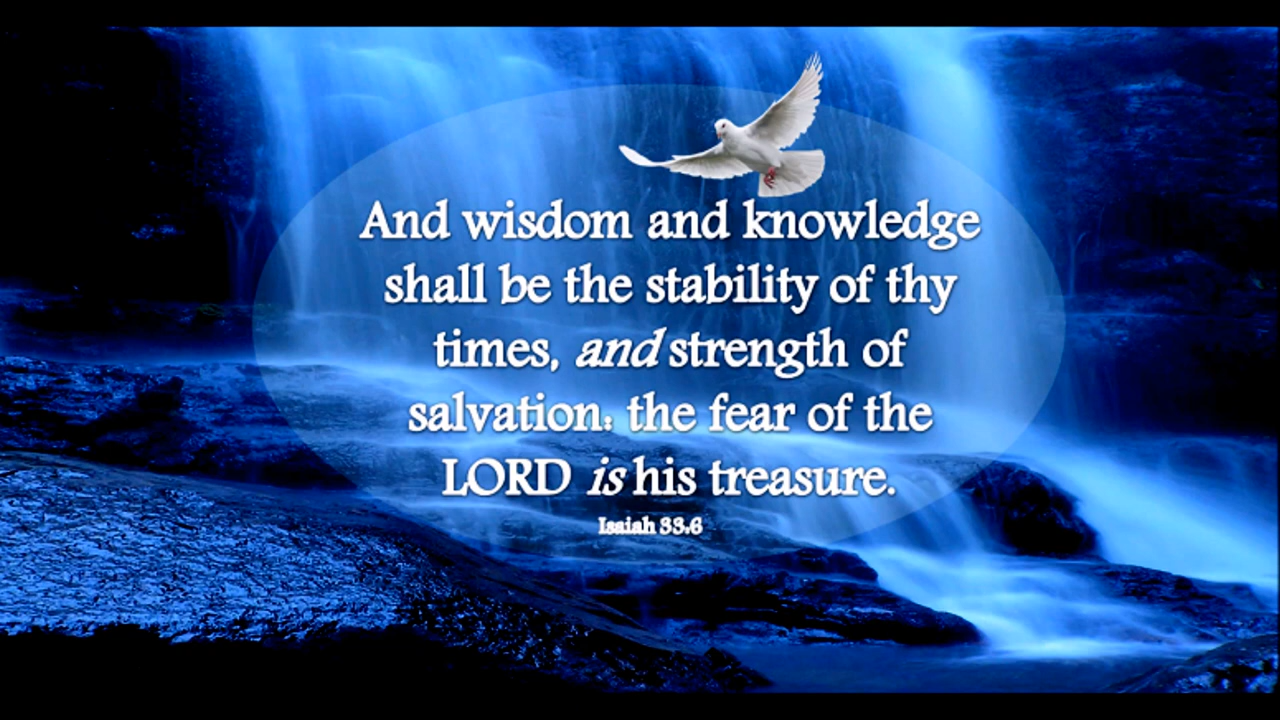 And wisdom and knowledge
shall be the stability of thy
times, and strength of
salvation: the fear of the
LORD is his treasure.
Isaiah 33:6